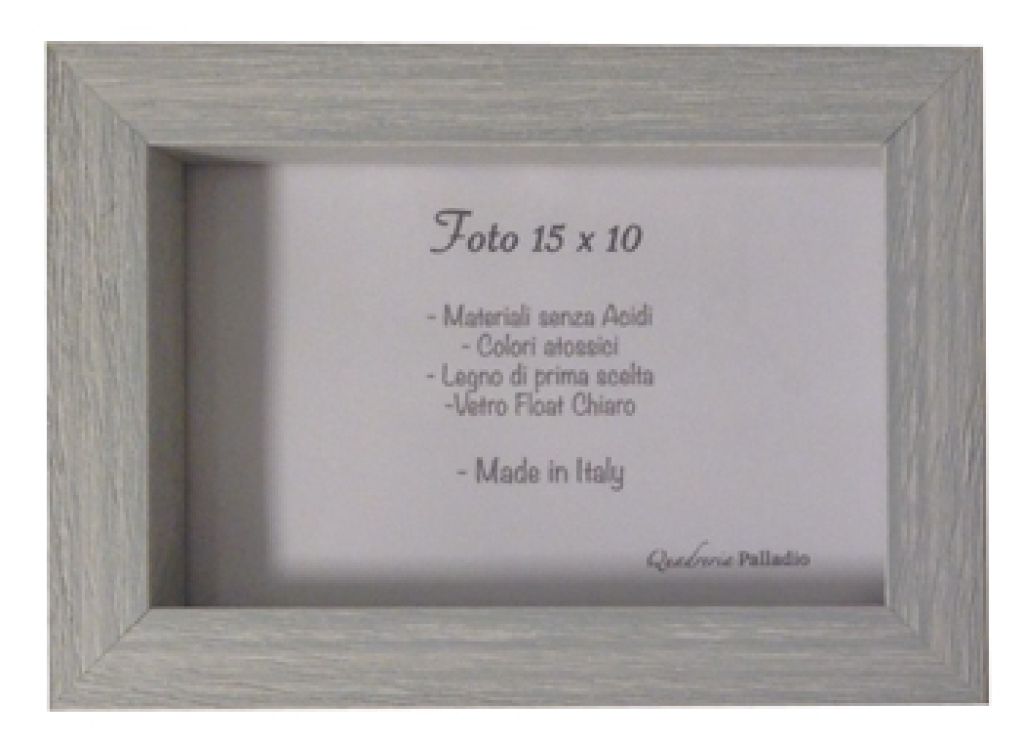 Foto 15 x 10
- Materiali senza Acidi
- Colori atossici
- Legno di prima scelta
-Vetro Float Chiaro
- Made in Italy
Quadreria Palladio